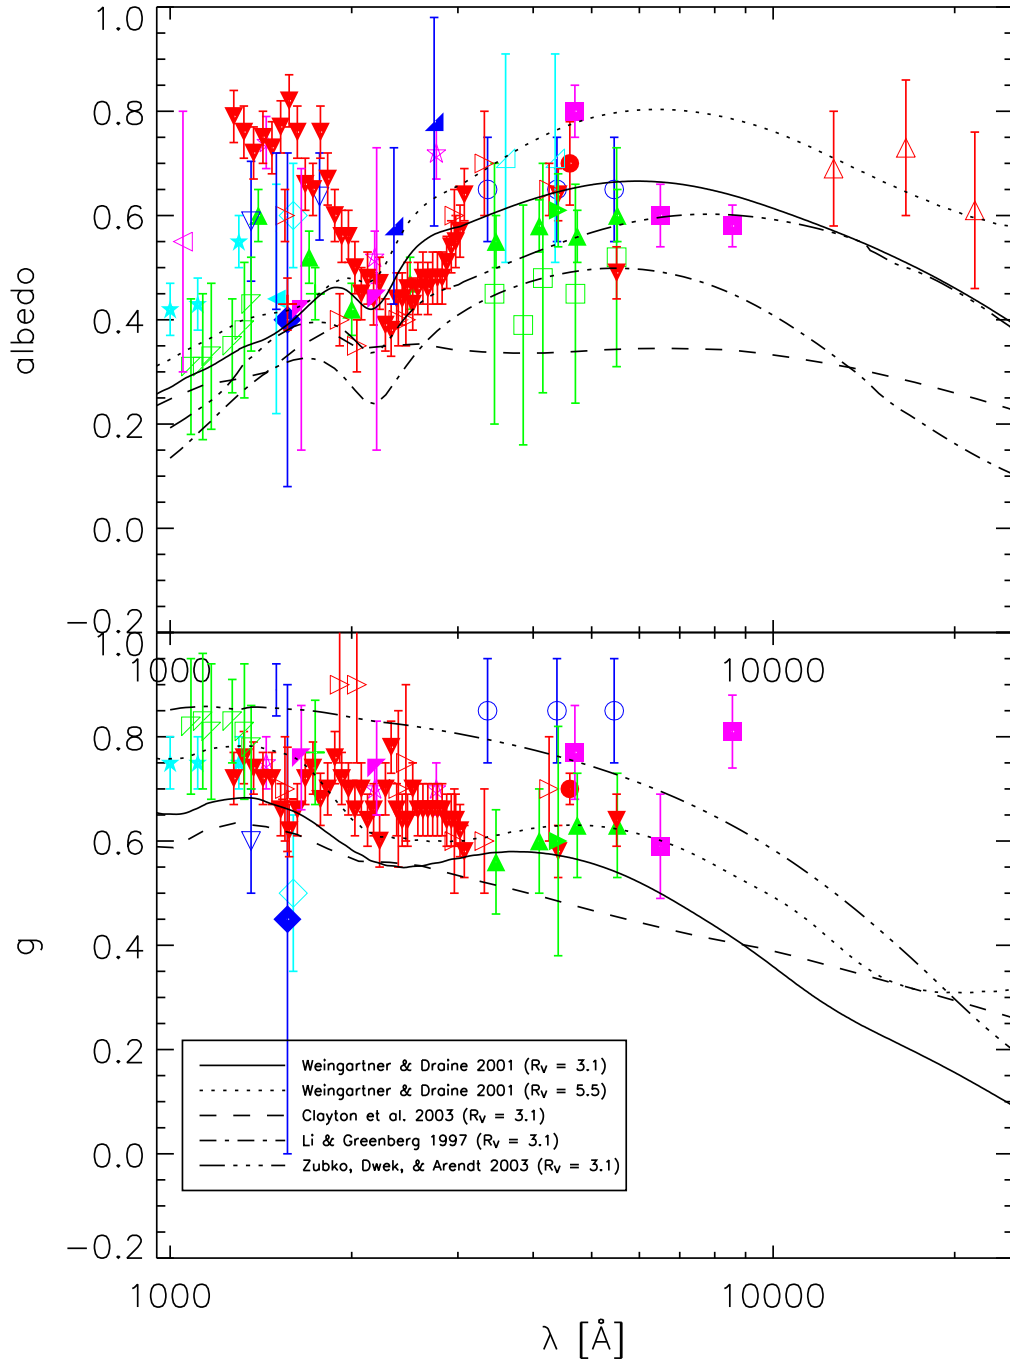 1.0
0.8
0.6
0.4
0.2
0.0
−0.2
albedo
1000
10000
1.0
0.8
0.6
0.4
0.2
0.0
−0.2
g
Weingartner & Draine 2001 (RV = 3.1)
Weingartner & Draine 2001 (RV = 5.5)
Clayton et al. 2003 (RV = 3.1)
Li & Greenberg 1997 (RV = 3.1)
Zubko, Dwek, & Arendt 2003 (RV = 3.1)
1000
10000
λ [Å]